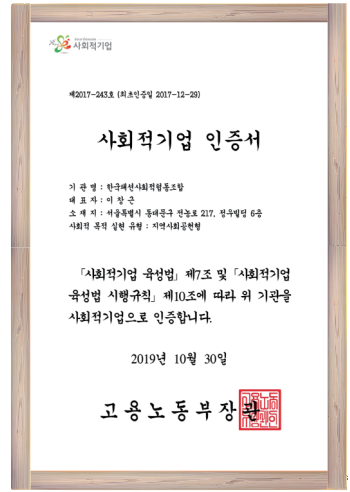 사회적기업
제2017-243호 (최초인증일 2017-12-29)
사회적기업 인증서
기 관 명 : 한국패션사회적협동조합
대 표 자 : 이 창 근
소 재 지 : 서울특별시 동대문구 전농로 217, 정우빌딩 6층
사회적 목적 실현 유형 : 지역사회공헌형
「사회적기업 육성법」 제7조 및 「사회적기업
육성법 시행규칙」 제10조에 따라 위 기관을
사회적기업으로 인증합니다.
2019년 10월 30일
고용노동부장관